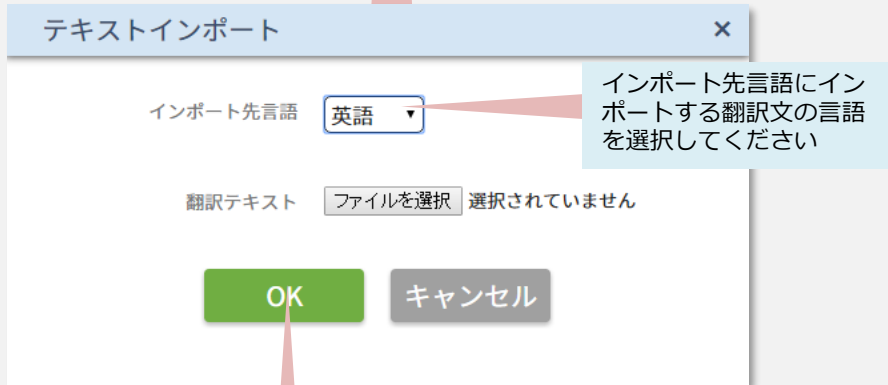 テキストインポート ×
インポート先言語 英語
インポート先言語にイン
ポートする翻訳文の言語
を選択してください
翻訳テキスト ファイルを選択 選択されていません
OK キャンセル